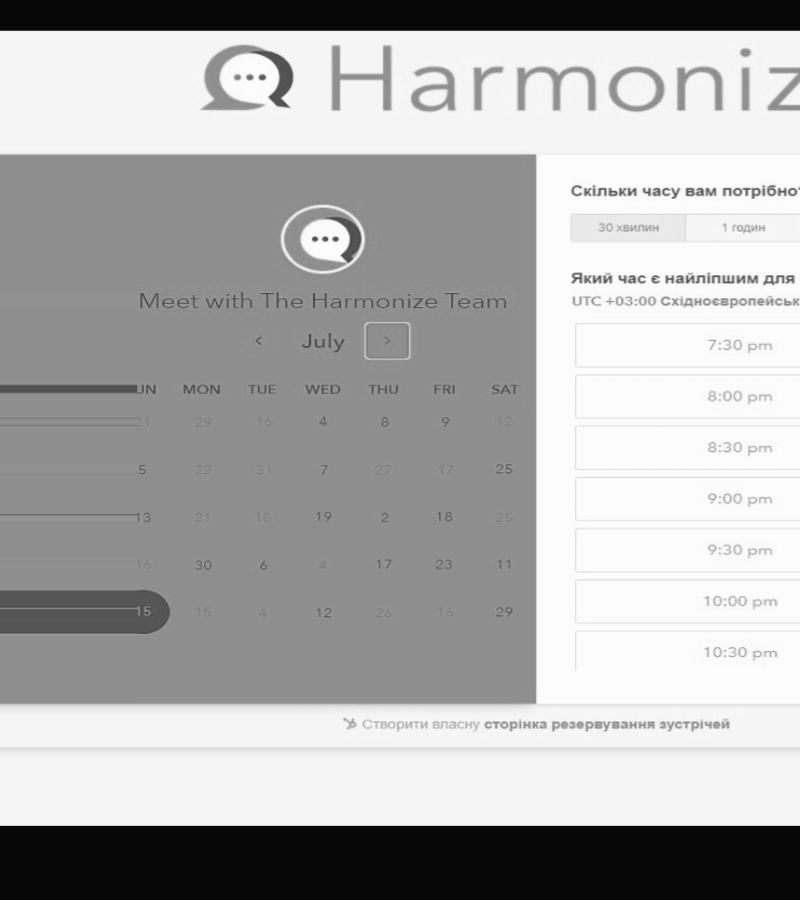 Harmoniz
Meet with The Harmonize Team
July
UN MON TUE WED THU FRI SAT
21 29 16 4 8 9 12
5 22 31 7 27 17 25
13 21 18 19 2 18 25
16 30 6 4 17 23 11
15 15 4 12 26 16 29
Скільки часу вам потрібно
30 хвилин 1 годин
Який час є найліпшим для
UTC +03:00 Східноєвропейськ
7:30 pm
8:00 pm
8:30 pm
9:00 pm
9:30 pm
10:00 pm
10:30 pm
Створити власну сторінка резервування зустрічей